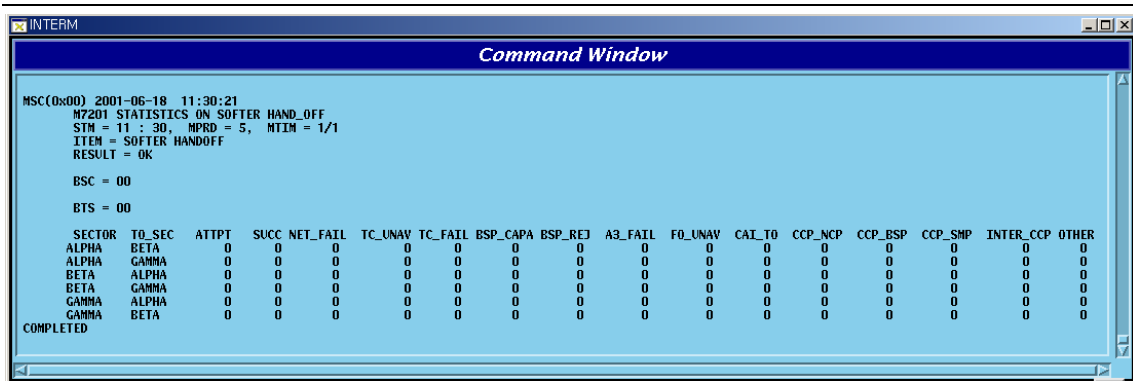 INTERM
Command Window
MSC(0x00) 2001-06-18 11:30:21
M7201 STATISTICS ON SOFTER HAND_OFF
STM = 11 : 30, MPRD = 5, MTIM = 1/1
ITEM = SOFTER HANDOFF
RESULT = OK
BSC = 00
BTS = 00
SECTOR TO_SEC ATTPT SUCC NET_FAIL TC_UNAV TC_FAIL BSP_CAPA BSP_REJ A3_FAIL FO_UNAV CAI_TO CCP_NCP CCP_BSP CCP_SMP INTER_CCP OTHER
ALPHA BETA 0 0 0 0 0 0 0 0 0 0 0 0 0 0 0
ALPHA GAMMA 0 0 0 0 0 0 0 0 0 0 0 0 0 0 0
BETA ALPHA 0 0 0 0 0 0 0 0 0 0 0 0 0 0 0
BETA GAMMA 0 0 0 0 0 0 0 0 0 0 0 0 0 0 0
GAMMA ALPHA 0 0 0 0 0 0 0 0 0 0 0 0 0 0 0
GAMMA BETA 0 0 0 0 0 0 0 0 0 0 0 0 0 0 0
COMPLETED